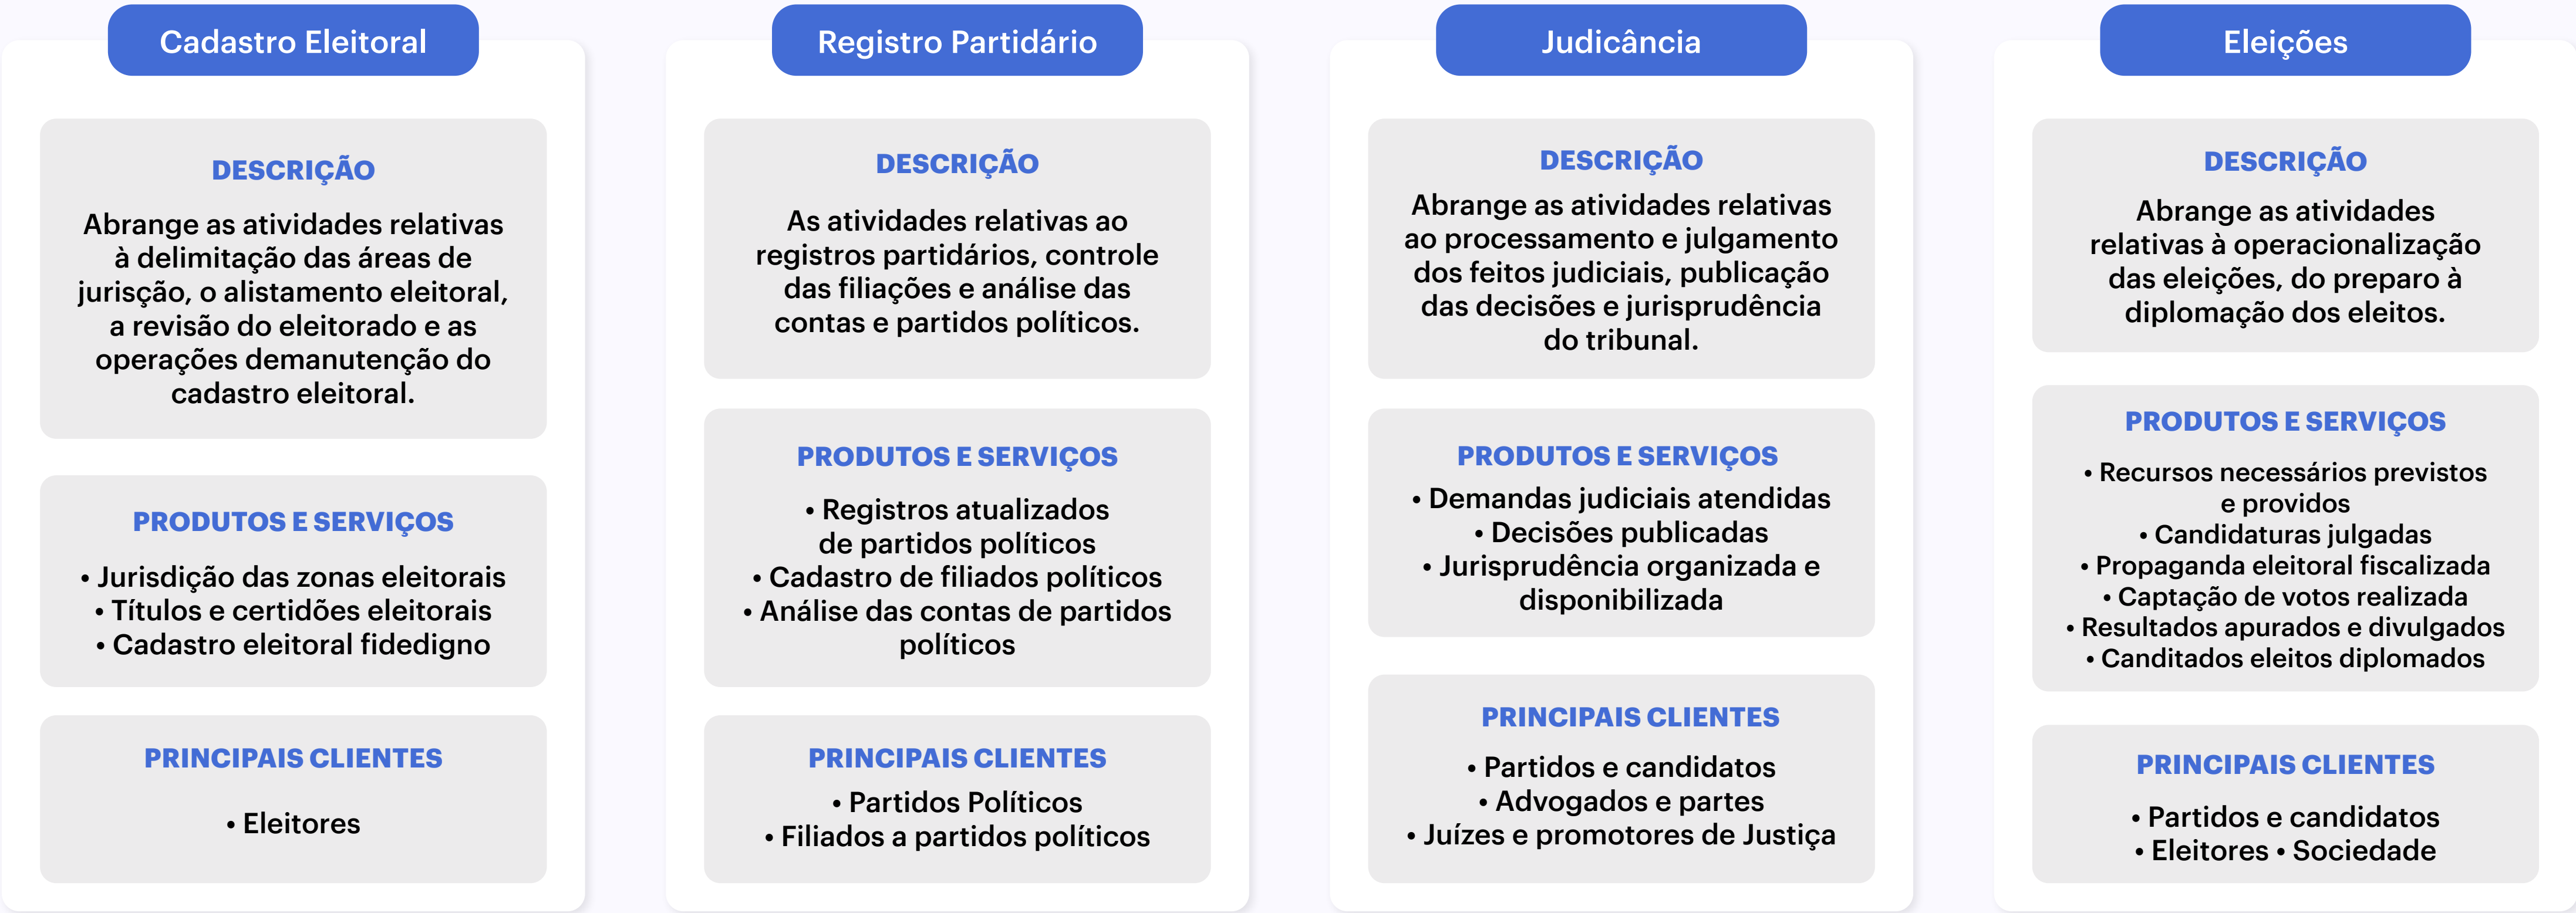 Cadastro Eleitoral
DESCRIÇÃO
Abrange as atividades relativas
à delimitação das áreas de
jurisção, o alistamento eleitoral,
a revisão do eleitorado e as
operações demanutenção do
cadastro eleitoral.
PRODUTOS E SERVIÇOS
• Jurisdição das zonas eleitorais
• Títulos e certidões eleitorais
• Cadastro eleitoral fidedigno
PRINCIPAIS CLIENTES
• Eleitores
Registro Partidário
DESCRIÇÃO
As atividades relativas ao
registros partidários, controle
das filiações e análise das
contas e partidos políticos.
PRODUTOS E SERVIÇOS
• Registros atualizados
de partidos políticos
• Cadastro de filiados políticos
• Análise das contas de partidos
políticos
PRINCIPAIS CLIENTES
• Partidos Políticos
• Filiados a partidos políticos
Judicância
DESCRIÇÃO
Abrange as atividades relativas
ao processamento e julgamento
dos feitos judiciais, publicação
das decisões e jurisprudência
do tribunal.
PRODUTOS E SERVIÇOS
• Demandas judiciais atendidas
• Decisões publicadas
• Jurisprudência organizada e
disponibilizada
PRINCIPAIS CLIENTES
• Partidos e candidatos
• Advogados e partes
• Juízes e promotores de Justiça
Eleições
DESCRIÇÃO
Abrange as atividades
relativas à operacionalização
das eleições, do preparo à
diplomação dos eleitos.
PRODUTOS E SERVIÇOS
• Recursos necessários previstos
e providos
• Candidaturas julgadas
• Propaganda eleitoral fiscalizada
• Captação de votos realizada
• Resultados apurados e divulgados
• Canditados eleitos diplomados
PRINCIPAIS CLIENTES
• Partidos e candidatos
• Eleitores • Sociedade